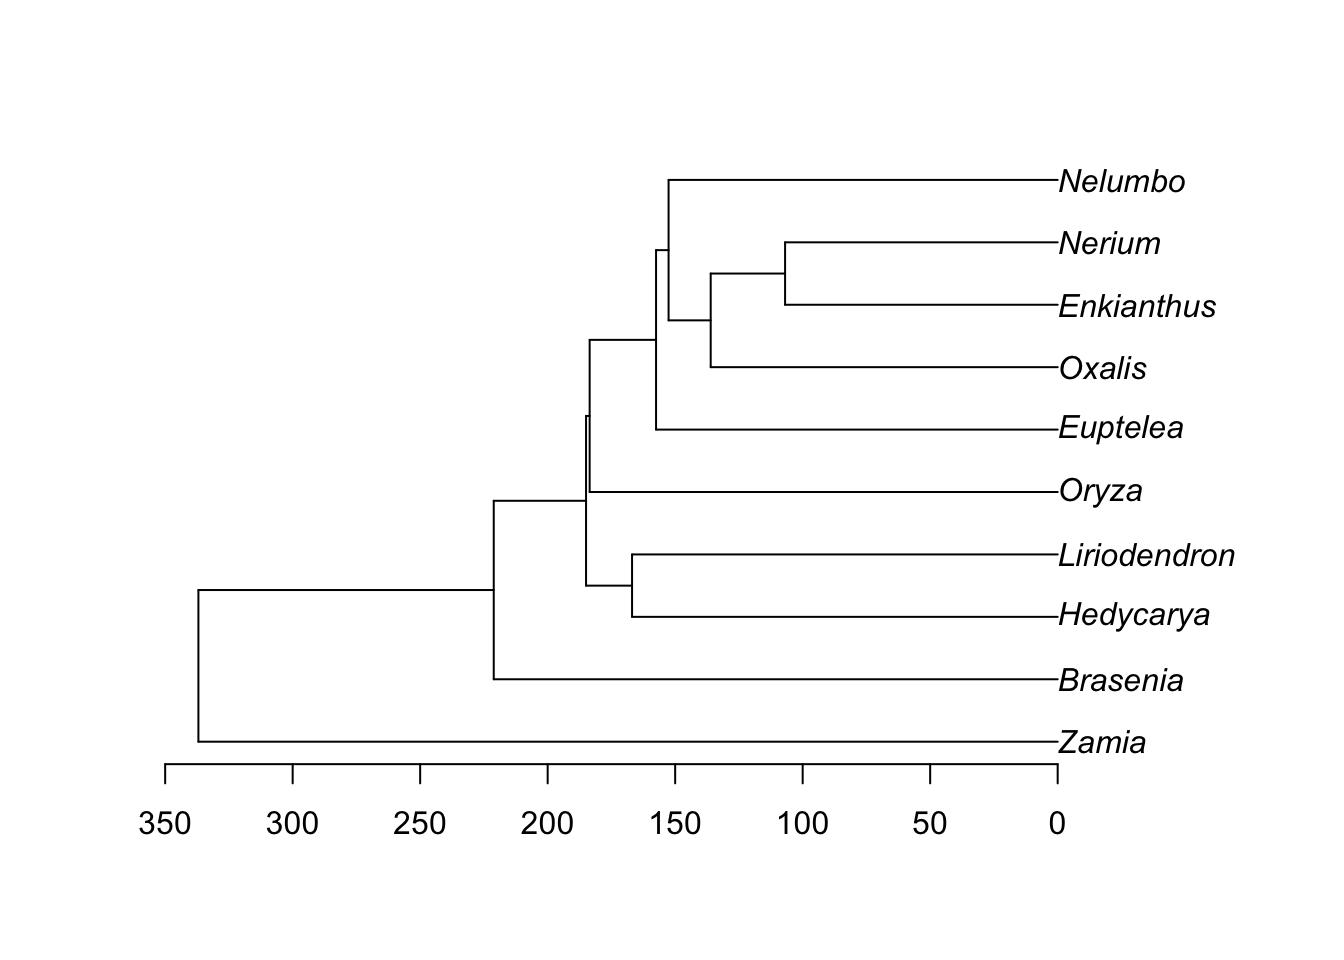 Nelumbo
Nerium
Enkianthus
Oxalis
Euptelea
Oryza
Liriodendron
Hedycarya
Brasenia
Zamia
350 300 250 200 150 100 50 0